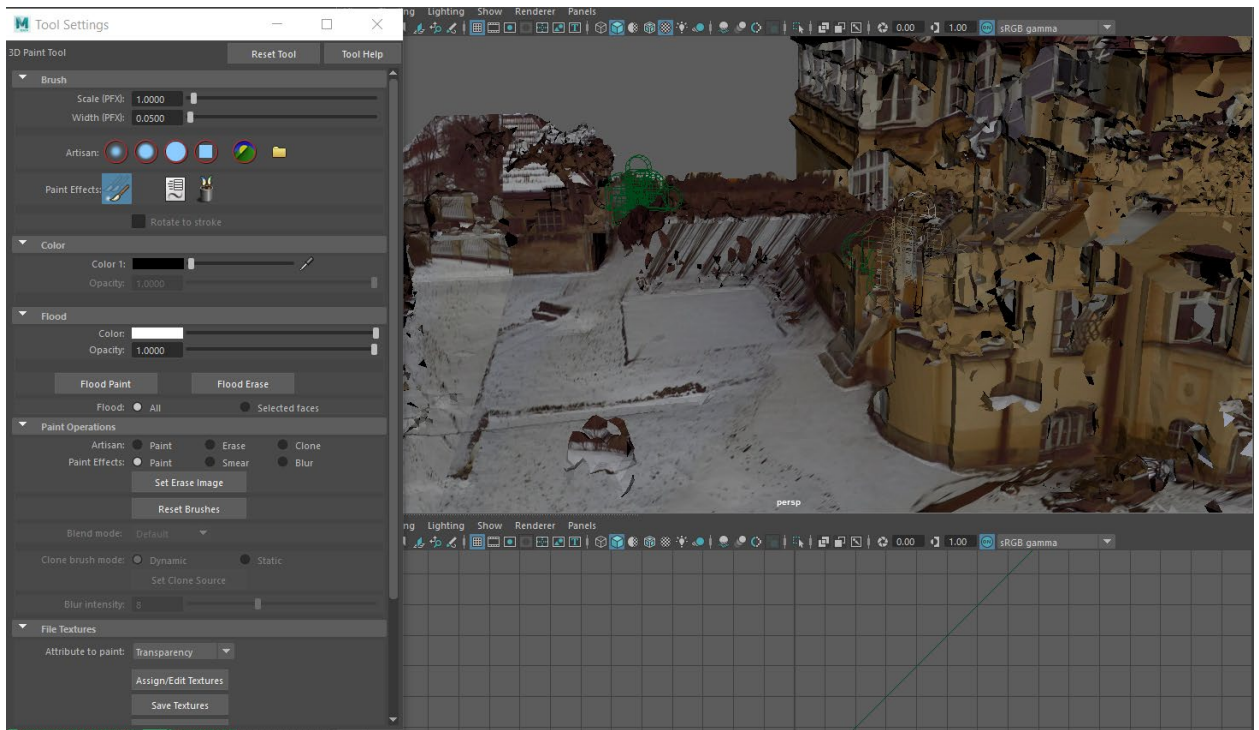 Tool Settings
3D Paint Tool
Reset Tool
Tool Help
Brush
Scale (PFX): 1.0000
Width (PFX): 0.0500
Artisan:
Paint Effects:
Rotate to stroke
Color
Color 1:
Opacity: 1.0000
Flood
Color:
Opacity: 1.0000
Flood Paint Flood Erase
Flood: All Selected faces
Paint Operations
Artisan: Paint Erase Clone
Paint Effects: Paint Smear Blur
Set Erase Image
Reset Brushes
Blend mode: Default
Clone brush mode: Dynamic Static
Set Clone Source
Blur intensity: 8
File Textures
Attribute to paint: Transparency
Assign/Edit Textures
Save Textures
ng Lighting Show Renderer Panels
0.00 1.00 ON sRGB gamma
persp
ng Lighting Show Renderer Panels
0.00 1.00 ON sRGB gamma